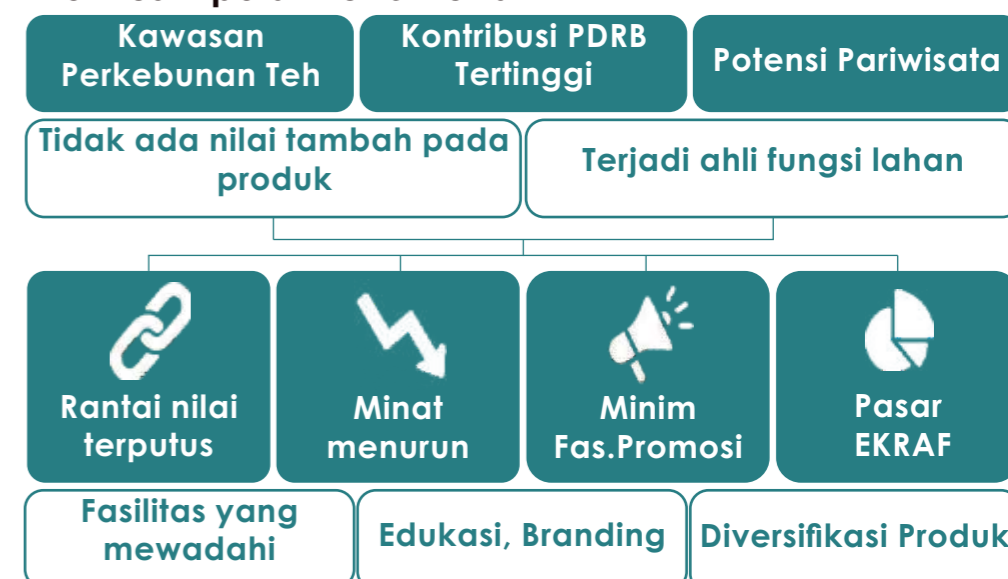 Kawasan
Perkebunan Teh
Kontribusi PDRB
Tertinggi
Potensi Pariwisata
Tidak ada nilai tambah pada
produk
Terjadi ahli fungsi lahan
Rantai nilai
terputus
Minat
menurun
Minim
Fas.Promosi
Pasar
EKRAF
Fasilitas yang
mewadahi
Edukasi, Branding
Diversifikasi Produk